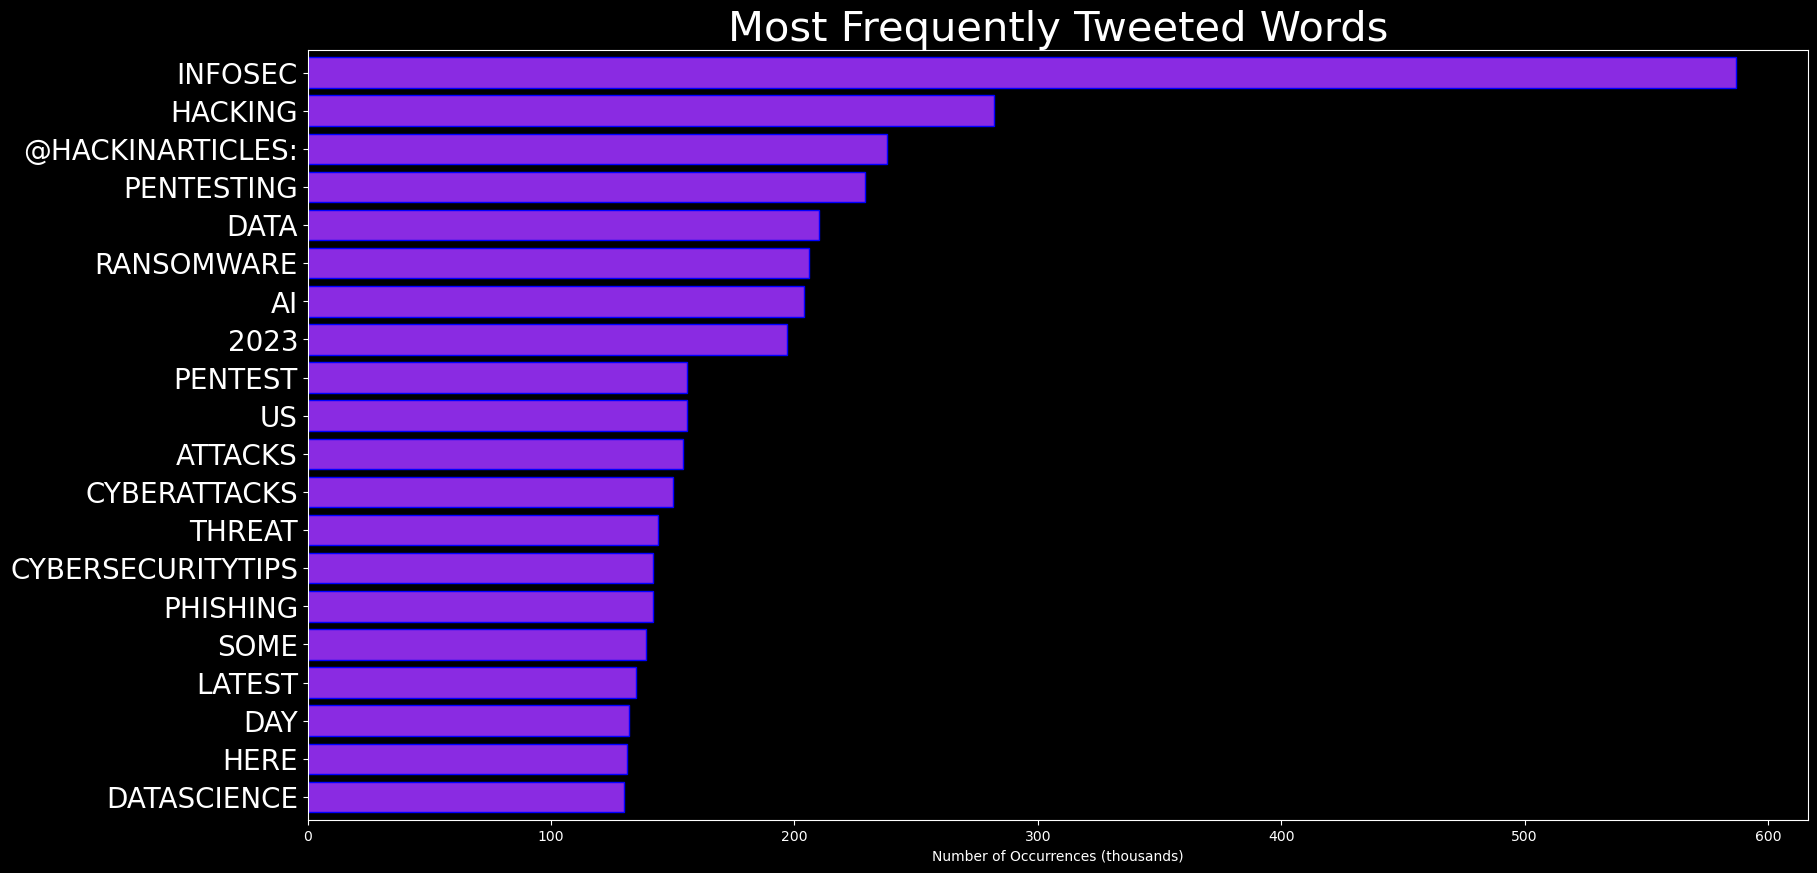 Most Frequently Tweeted Words
INFOSEC
HACKING
@HACKINARTICLES:
PENTESTING
DATA
RANSOMWARE
AI
2023
PENTEST
US
ATTACKS
CYBERATTACKS
THREAT
CYBERSECURITYTIPS
PHISHING
SOME
LATEST
DAY
HERE
DATASCIENCE
0 100 200 300 400 500 600
Number of Occurrences (thousands)